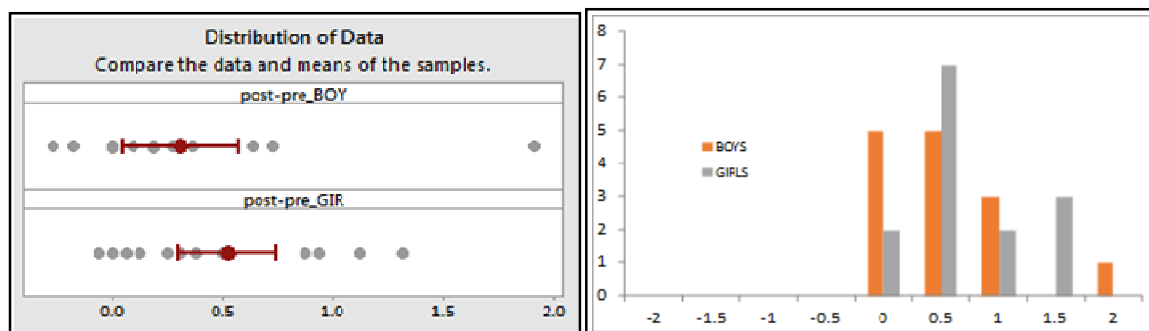 Distribution of Data
Compare the data and means of the samples.
post-pre_BOY
post-pre_GIR
0.0 0.5 1.0 1.5 2.0
8
7
6
5
4
3
2
1
0
BOYS
GIRLS
-2 -1.5 -1 -0.5 0 0.5 1 1.5 2